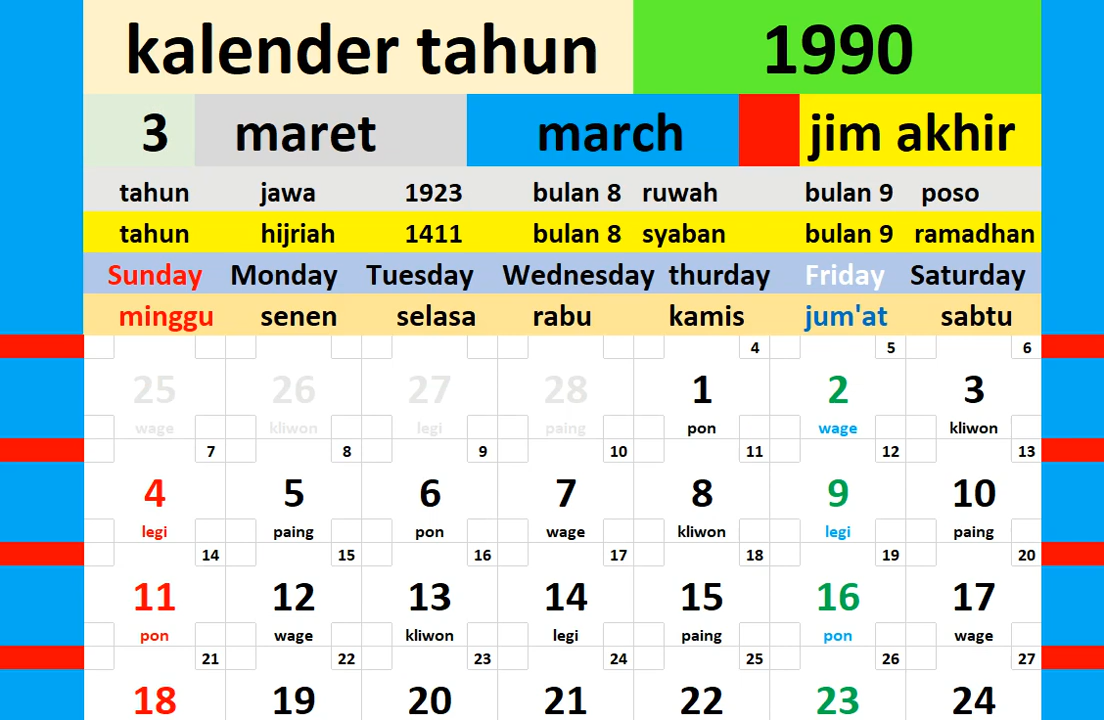 kalender tahun 1990
3 maret march jim akhir
tahun jawa 1923 bulan 8 ruwah bulan 9 poso
tahun hijriah 1411 bulan 8 syaban bulan 9 ramadhan
Sunday Monday Tuesday Wednesday thurday Friday Saturday
minggu senen selasa rabu kamis jum'at sabtu
4 5 6
25 26 27 28 1 2 3
wage kliwon legi paing pon wage kliwon
7 8 9 10 11 12 13
4 5 6 7 8 9 10
legi paing pon wage kliwon legi paing
14 15 16 17 18 19 20
11 12 13 14 15 16 17
pon wage kliwon legi paing pon wage
21 22 23 24 25 26 27
18 19 20 21 22 23 24